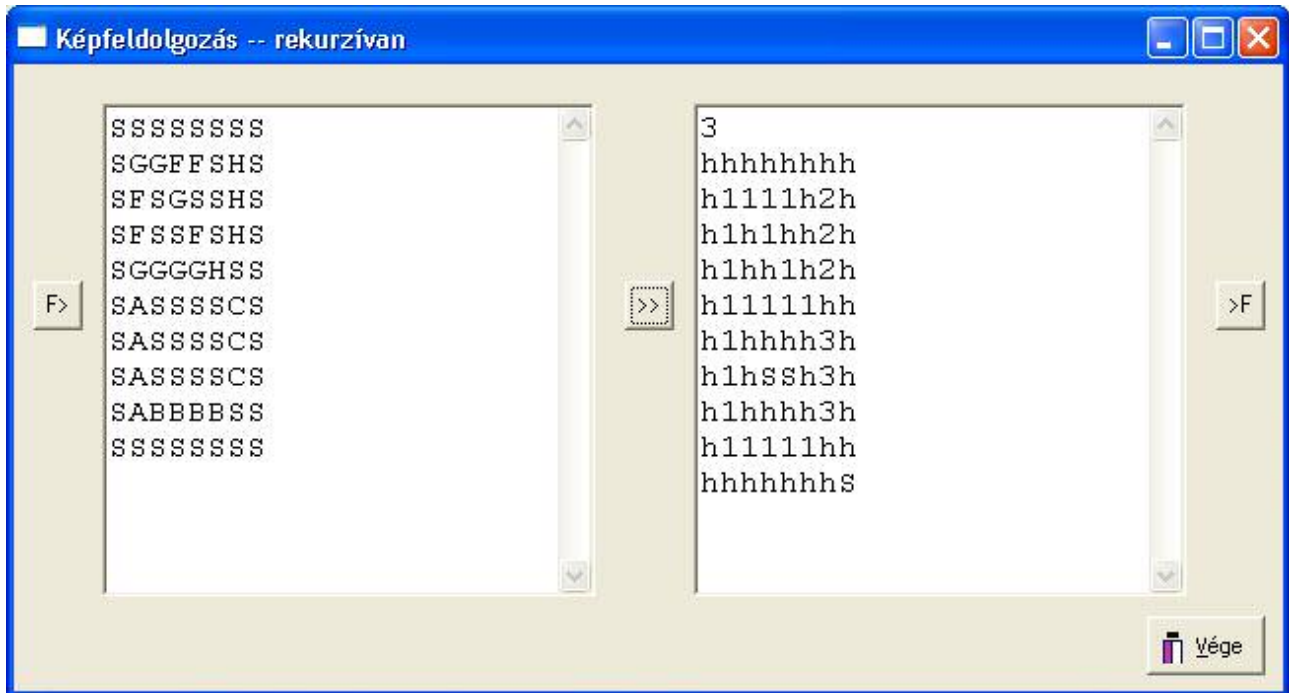 Képfeldolgozás -- rekurzívan
F>
SSSSSSSS
SGGFFSHS
SFSGSSHS
SFSSFSHS
SGGGGHSS
SASSSSCS
SASSSSCS
SASSSSCS
SABBBBSS
SSSSSSSS
>>
3
hhhhhhhh
h1111h2h
h1h1hh2h
h1hh1h2h
h11111hh
h1hhhh3h
h1hSSh3h
h1hhhh3h
h11111hh
hhhhhhhS
>F
Vége